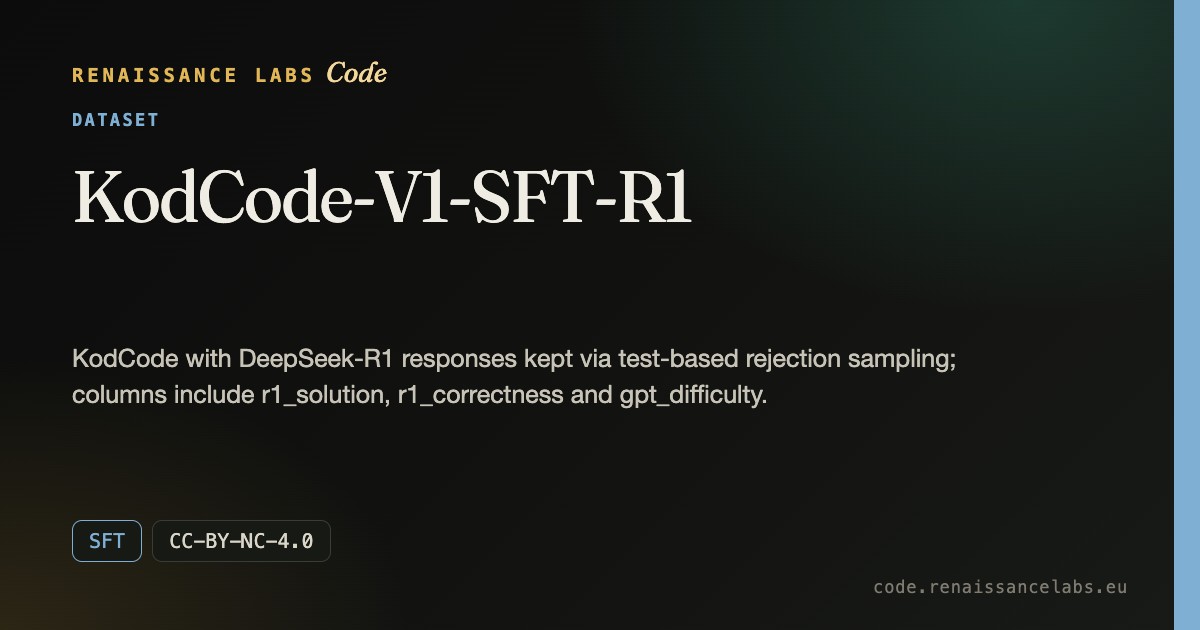 RENAISSANCE LABS Code
DATASET
KodCode-V1-SFT-R1
KodCode with DeepSeek-R1 responses kept via test-based rejection sampling;
columns include r1_solution, r1_correctness and gpt_difficulty.
SFT CC-BY-NC-4.0
code.renaissancelabs.eu